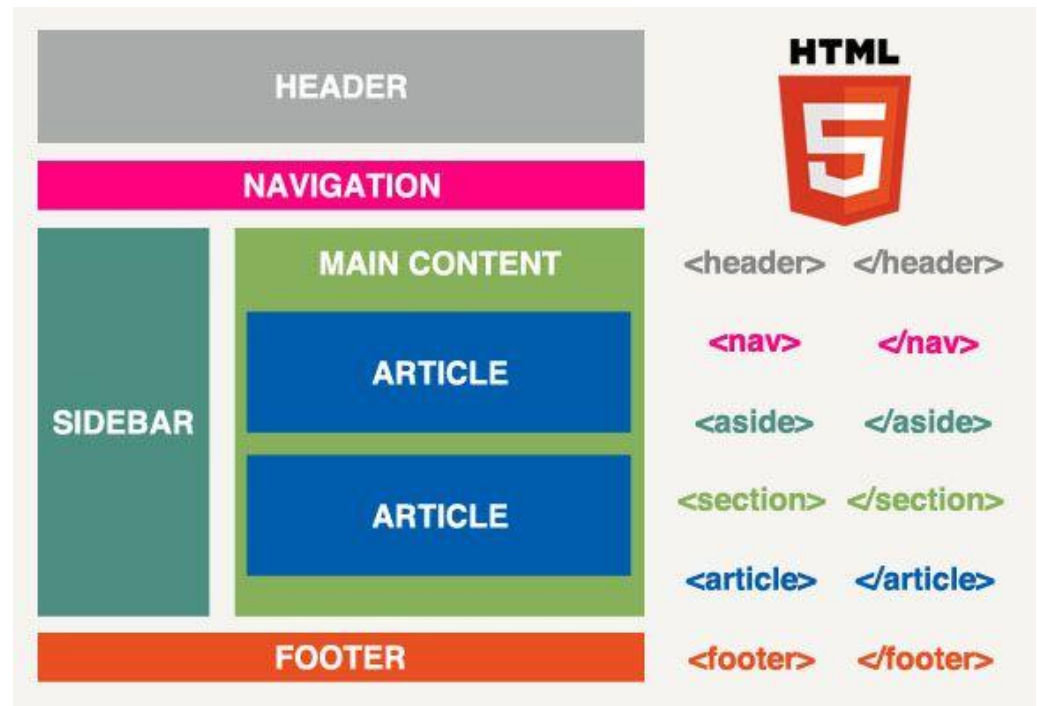 HEADER
NAVIGATION
SIDEBAR
MAIN CONTENT
ARTICLE
ARTICLE
FOOTER
HTML
5
<header> </header>
<nav> </nav>
<aside> </aside>
<section> </section>
<article> </article>
<footer> </footer>